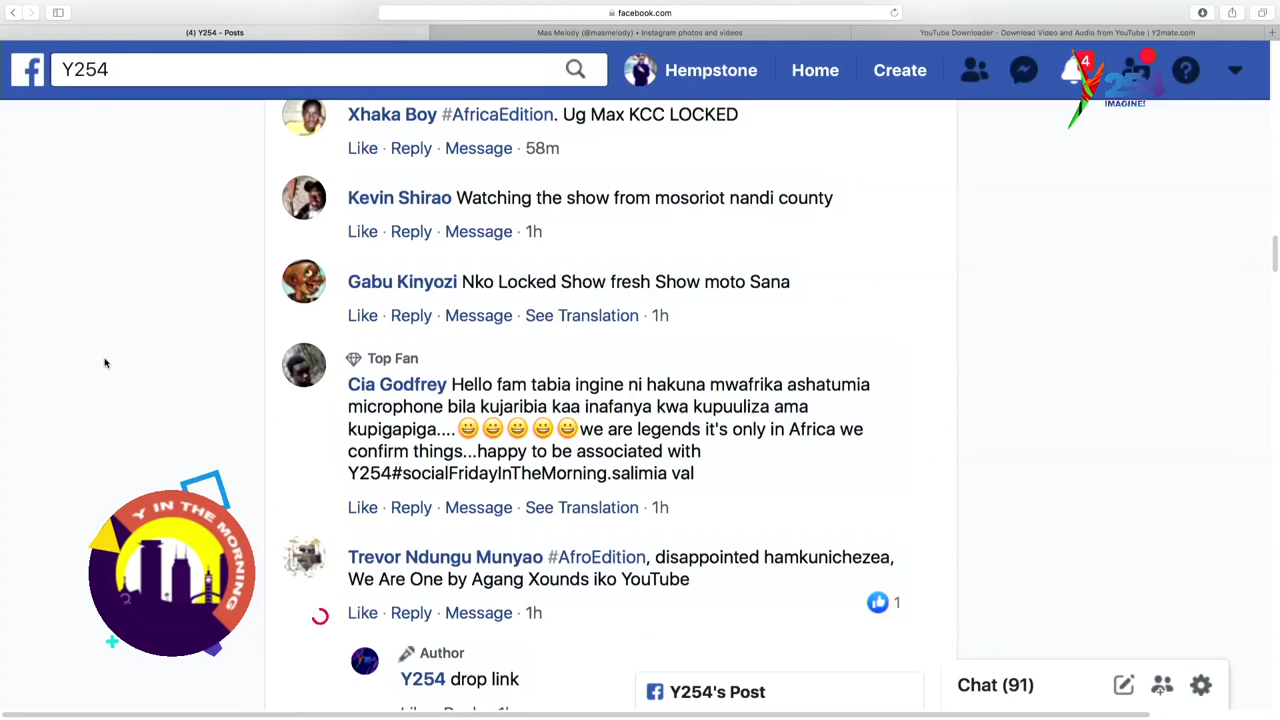 facebook.com
(4) Y254 - Posts
Mas Melody (@masmelody) • Instagram photos and videos
YouTube Downloader - Download Video and Audio from YouTube | Y2mate.com
Y254
Hempstone
Home
Create
4
254
IMAGINE!
Xhaka Boy #AfricaEdition. Ug Max KCC LOCKED
Like · Reply · Message · 58m
Kevin Shirao Watching the show from mosoriot nandi county
Like · Reply · Message · 1h
Gabu Kinyozi Nko Locked Show fresh Show moto Sana
Like · Reply · Message · See Translation · 1h
Top Fan
Cia Godfrey Hello fam tabia ingine ni hakuna mwafrika ashatumia
microphone bila kujaribia kaa inafanya kwa kupuuliza ama
kupigapiga....😀😀😀😀😀we are legends it's only in Africa we
confirm things...happy to be associated with
Y254#socialFridayInTheMorning.salimia val
Like · Reply · Message · See Translation · 1h
Y IN THE MORNING
Trevor Ndungu Munyao #AfroEdition, disappointed hamkunichezea,
We Are One by Agang Xounds iko YouTube
1
Like · Reply · Message · 1h
Author
Y254 drop link
Y254's Post
Chat (91)